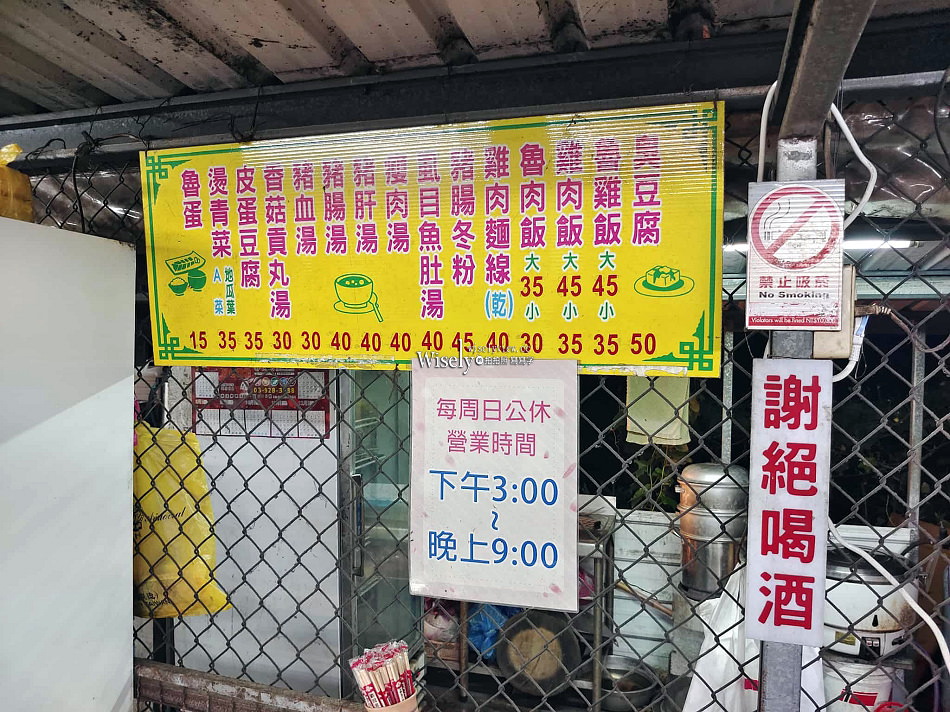 臭豆腐 50
魯雞飯 大 45 小 35
雞肉飯 大 45 小 35
魯肉飯 大 35 小 30
雞肉麵線(乾) 40
豬腸冬粉 45
虱目魚肚湯 40
瘦肉湯 40
豬肝湯 40
豬腸湯 40
豬血湯 30
香菇貢丸湯 30
皮蛋豆腐 35
燙青菜 A菜 地瓜葉 35
魯蛋 15
Wisely
每周日公休
營業時間
下午3:00
~
晚上9:00
禁止吸菸
No Smoking
謝絕喝酒